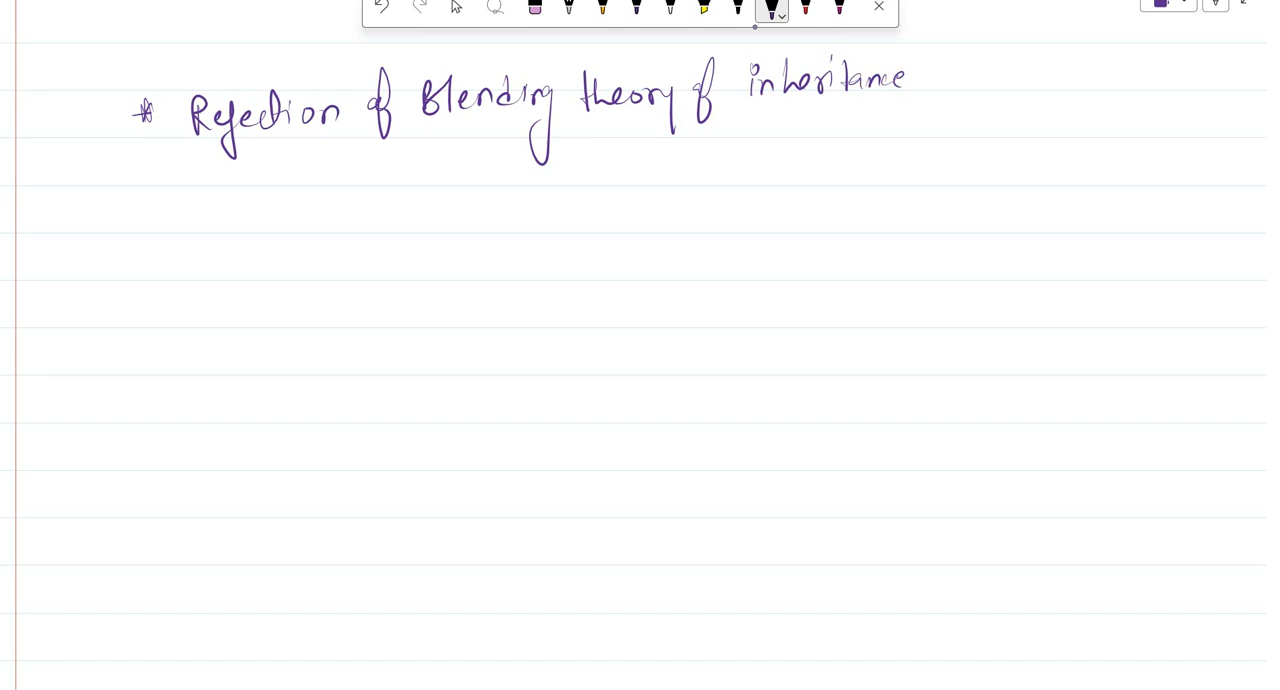 * Rejection of Blending theory of inheritance